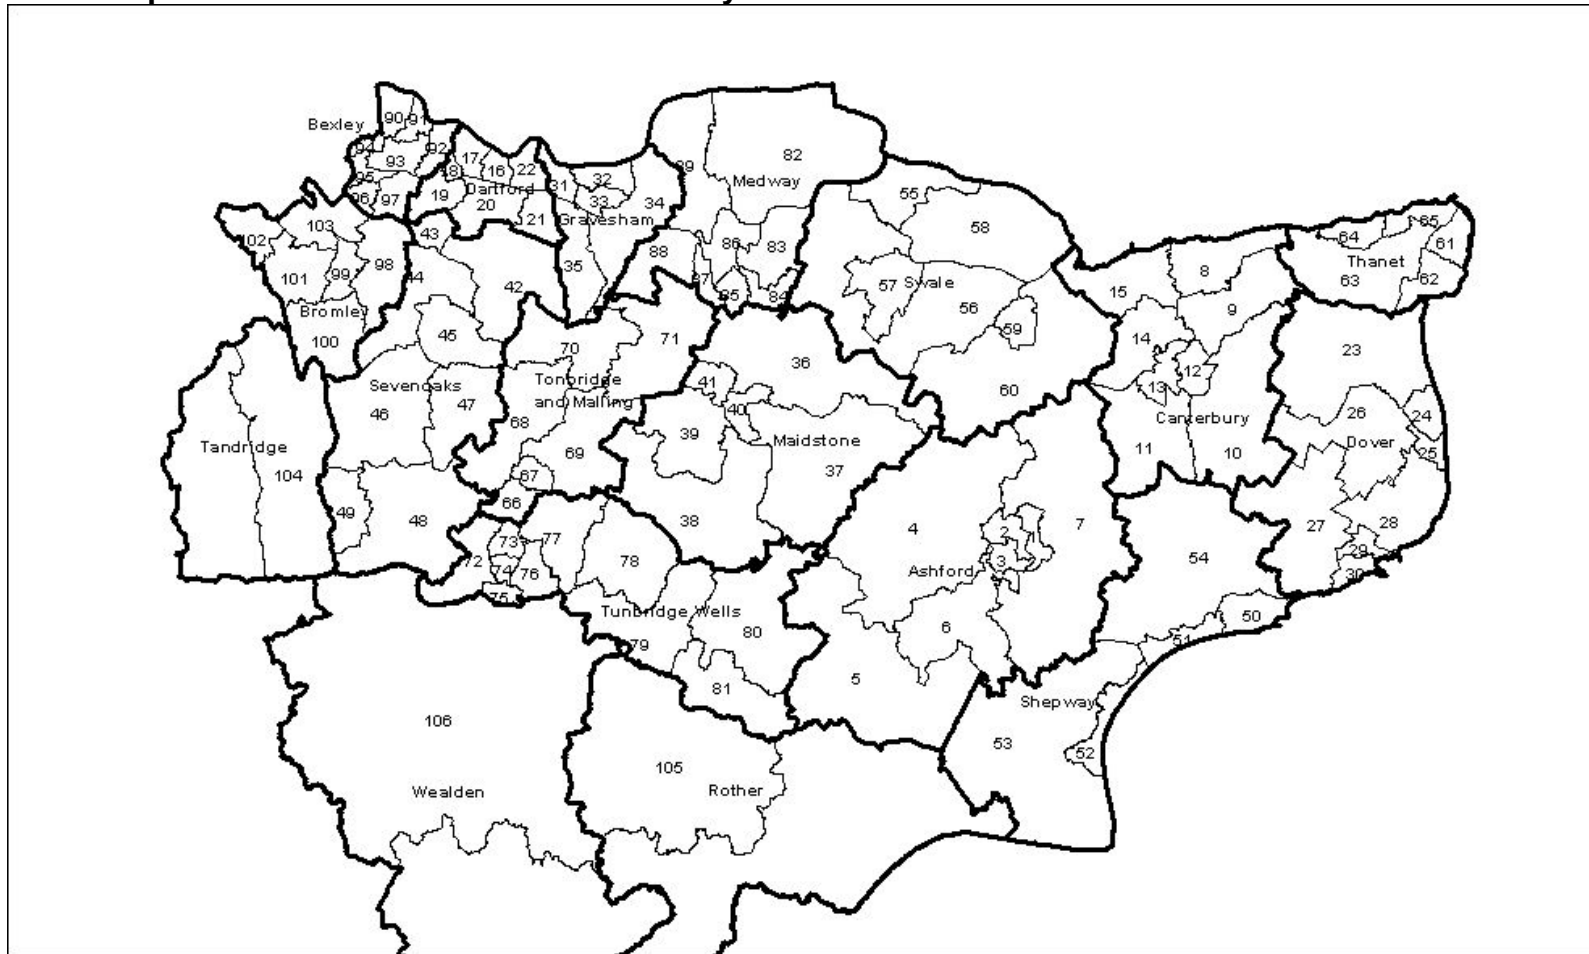 90 91
Bexley
94 92
93 17
82
89
95 18 16 22
32
Medway
55
96 97 19 Dartford 31
20 33 34
65
103 21 Gravesham
58
64 61
102 43
98 88 86 83
8
Thanet
101 99 44 35
42 87 57 Swale
63 62
85 84 15
Bromley 56
9
100 45 59
70 71 14
23
Sevenoaks Tonbridge 41 36
12
47 and Malling 40 60 13
46 68 39
Canterbury 26 24
Tandridge
Maidstone
Dover
104 69 11 10 25
67 37
49 48 66
38
4 2 7
27 28
73 77
54 29
72 74 76 78 3
30
75
Ashford
Tunbridge Wells
6 50
80 51
79
5
81
Shepway
106
53 52
105
Wealden Rother